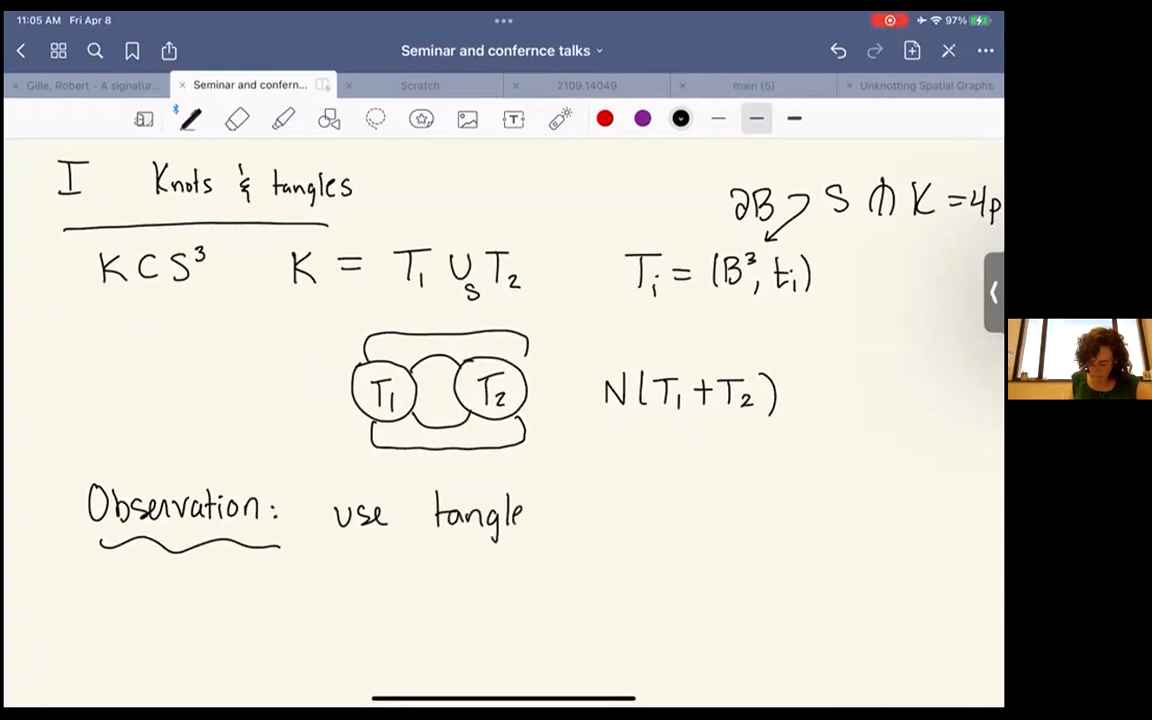 11:05 AM Fri Apr 8
97%
Seminar and confernce talks
Gille, Robert - A signatur...
Seminar and confern...
Scratch
2109.14049
main (5)
Unknotting Spatial Graphs
I Knots & tangles
∂B S ⋔ K = 4p
K ⊂ S³ K = T₁ ∪_S T₂ Tᵢ = (B³, tᵢ)
T₁ T₂ N(T₁+T₂)
Observation: use tangle